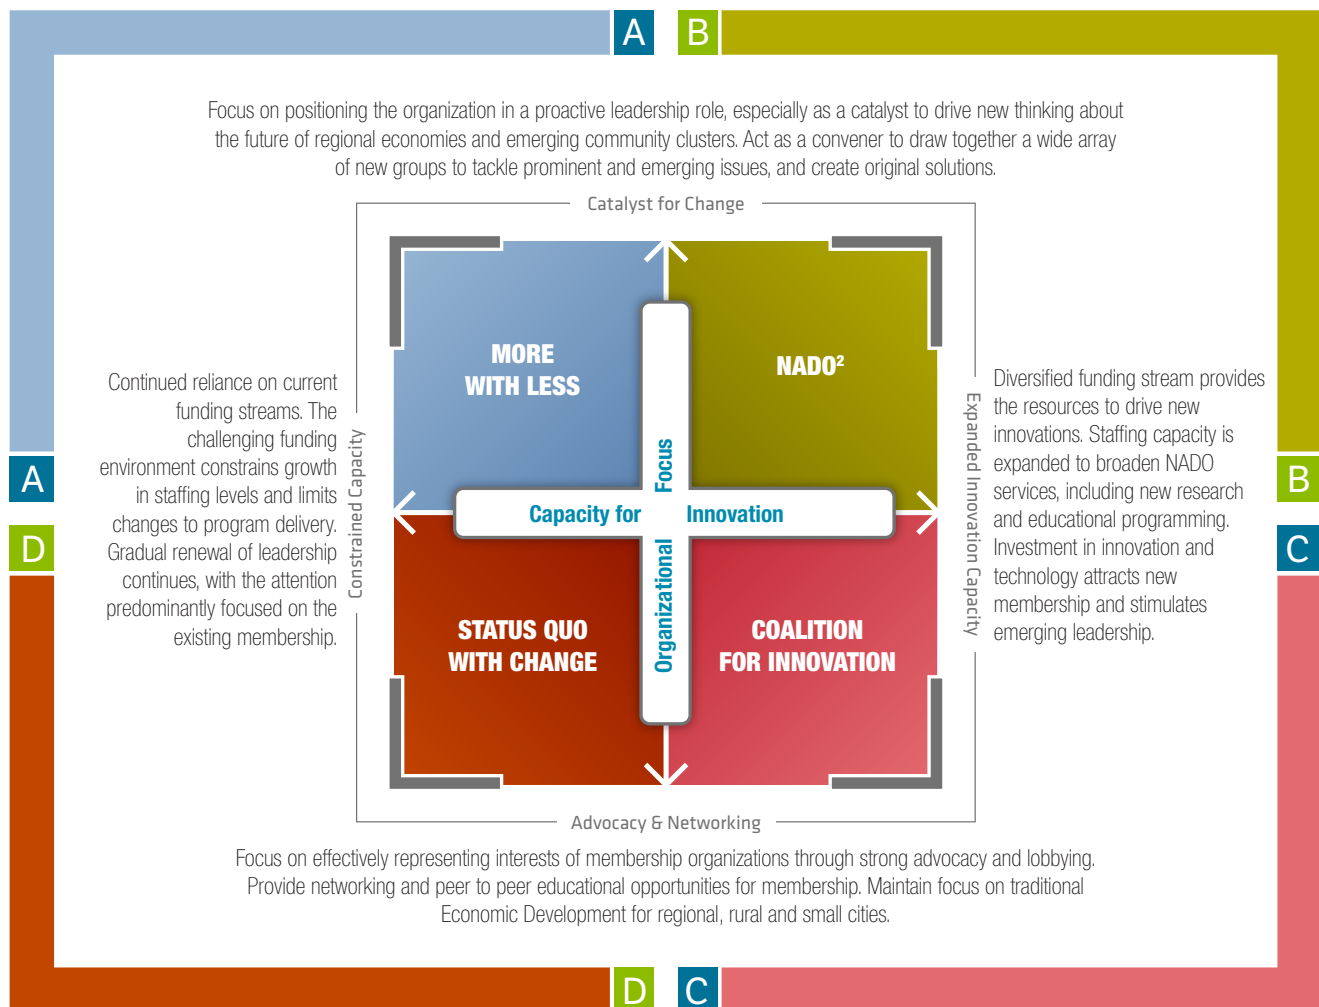 A B
Focus on positioning the organization in a proactive leadership role, especially as a catalyst to drive new thinking about
the future of regional economies and emerging community clusters. Act as a convener to draw together a wide array
of new groups to tackle prominent and emerging issues, and create original solutions.
Catalyst for Change
MORE
WITH LESS
NADO²
Continued reliance on current
funding streams. The
challenging funding
environment constrains growth
in staffing levels and limits
changes to program delivery.
Gradual renewal of leadership
continues, with the attention
predominantly focused on the
existing membership.
Constrained Capacity
Organizational Focus
Capacity for Innovation
Expanded Innovation Capacity
Diversified funding stream provides
the resources to drive new
innovations. Staffing capacity is
expanded to broaden NADO
services, including new research
and educational programming.
Investment in innovation and
technology attracts new
membership and stimulates
emerging leadership.
A
B
D
C
STATUS QUO
WITH CHANGE
COALITION
FOR INNOVATION
Advocacy & Networking
Focus on effectively representing interests of membership organizations through strong advocacy and lobbying.
Provide networking and peer to peer educational opportunities for membership. Maintain focus on traditional
Economic Development for regional, rural and small cities.
D C